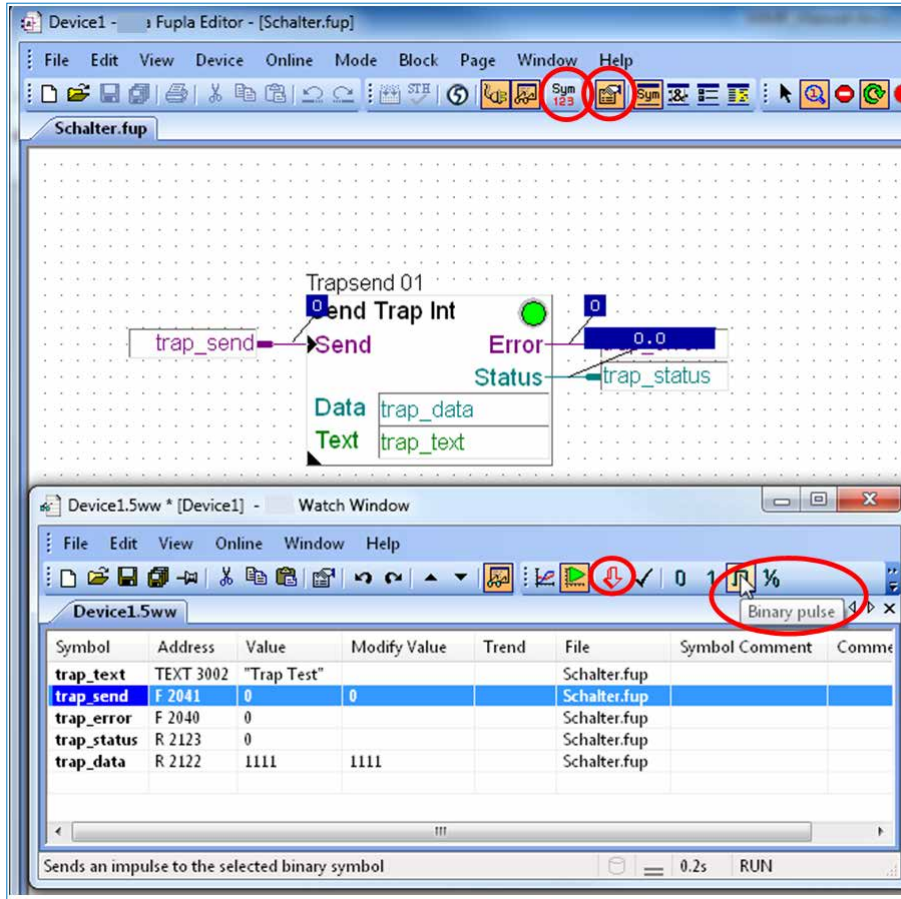 Device1 - Fupla Editor - [Schalter.fup]
File Edit View Device Online Mode Block Page Window Help
Sym 123
Sym
Schalter.fup
Trapsend 01
0 end Trap Int 0
trap_send Send Error 0.0
Status trap_status
Data trap_data
Text trap_text
Device1.5ww * [Device1] - Watch Window
File Edit View Online Window Help
0 1 %
Device1.5ww
Binary pulse
Symbol Address Value Modify Value Trend File Symbol Comment Comme
trap_text TEXT 3002 "Trap Test" Schalter.fup
trap_send F 2041 0 0 Schalter.fup
trap_error F 2040 0 Schalter.fup
trap_status R 2123 0 Schalter.fup
trap_data R 2122 1111 1111 Schalter.fup
Sends an impulse to the selected binary symbol 0.2s RUN